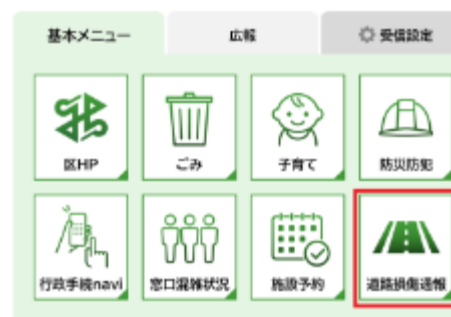 基本メニュー
広報
受信設定
区HP
ごみ
子育て
防災防犯
行政手続navi
窓口混雑状況
施設予約
道路損傷通報